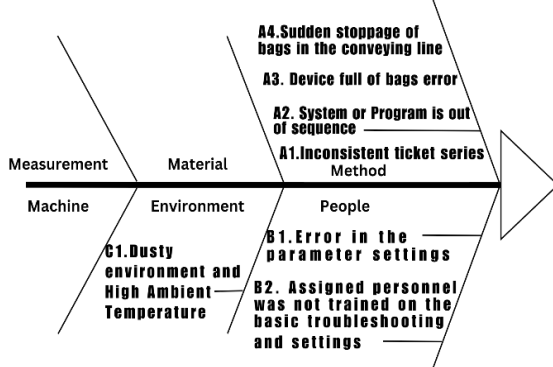 A4.Sudden stoppage of
bags in the conveying line
A3. Device full of bags error
A2. System or Program is out
of sequence
A1.Inconsistent ticket series
Measurement
Material
Method
Machine
Environment
People
C1.Dusty
environment and
High Ambient
Temperature
B1.Error in the
parameter settings
B2. Assigned personnel
was not trained on the
basic troubleshooting
and settings